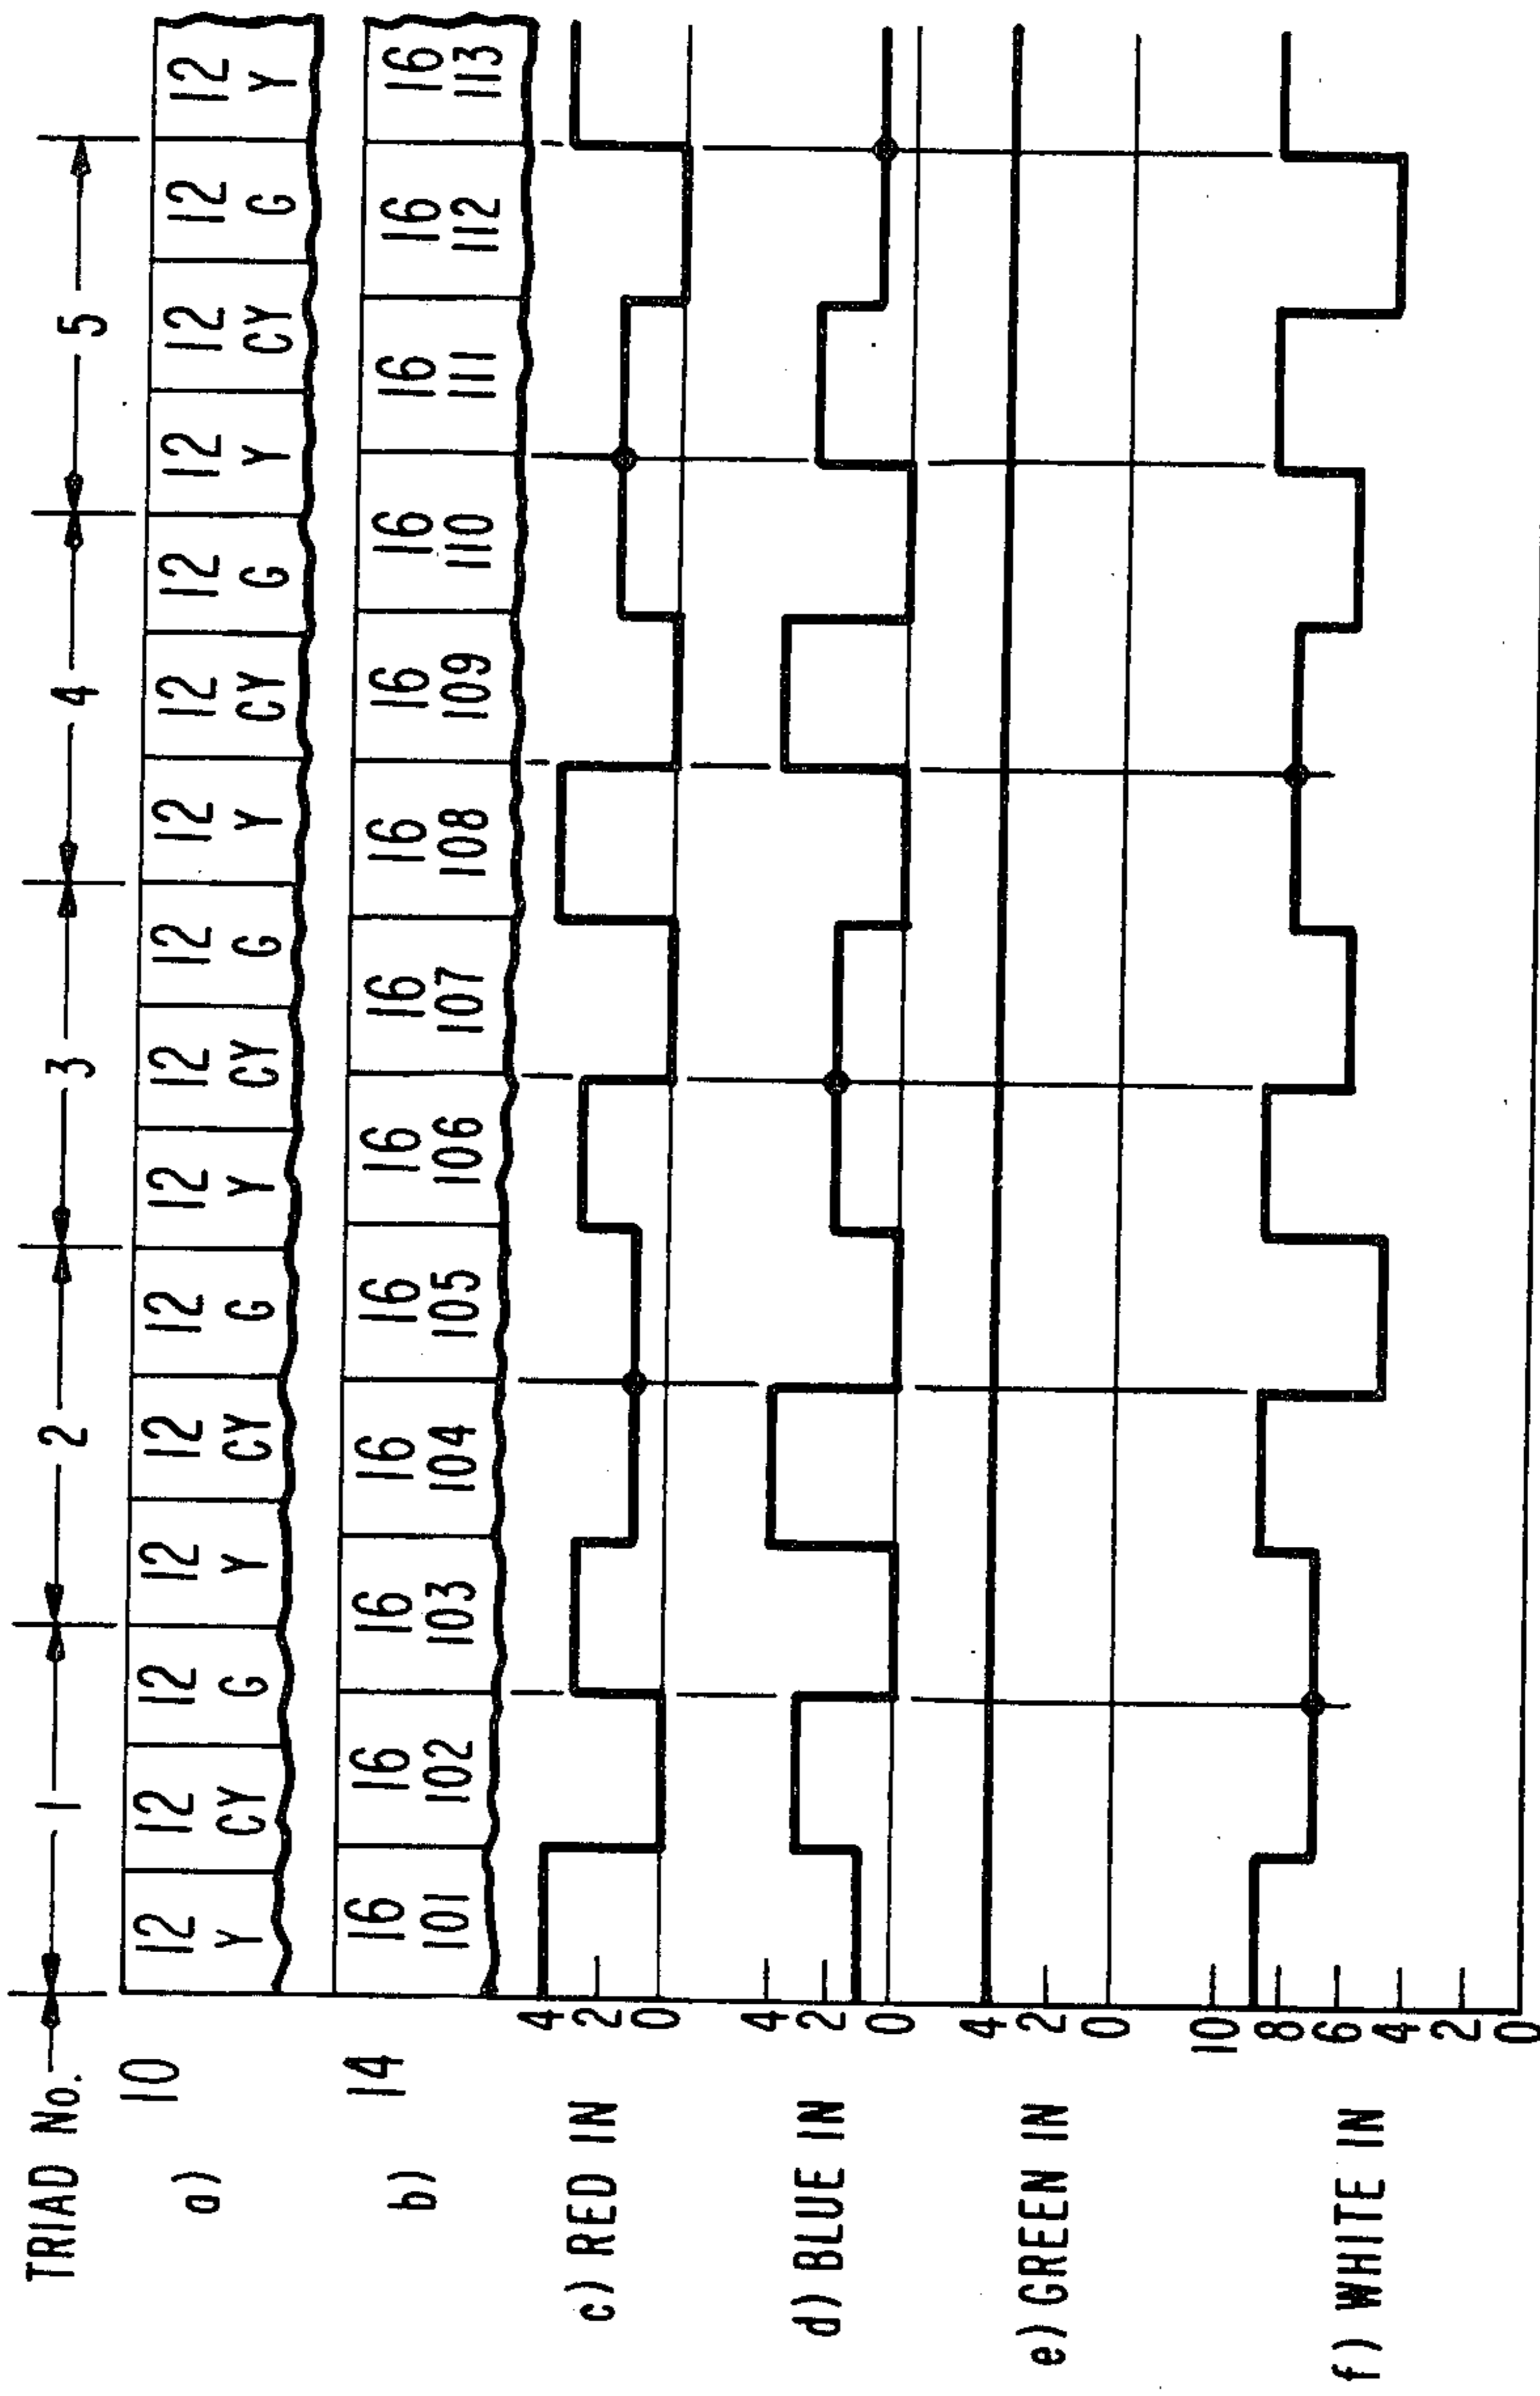 TRIAD No. 1 2 3 4 5
10
a)
12 Y 12 CY 12 G 12 Y 12 CY 12 G 12 Y 12 CY 12 G 12 Y 12 CY 12 G 12 Y 12 CY 12 G 12 Y
14
b)
16 16 16 16 16 16 16 16 16 16 16 16 16
101 102 103 104 105 106 107 108 109 110 111 112 113
c) RED IN
4
2
0
d) BLUE IN
4
2
0
e) GREEN IN
4
2
0
f) WHITE IN
10
8
6
4
2
0